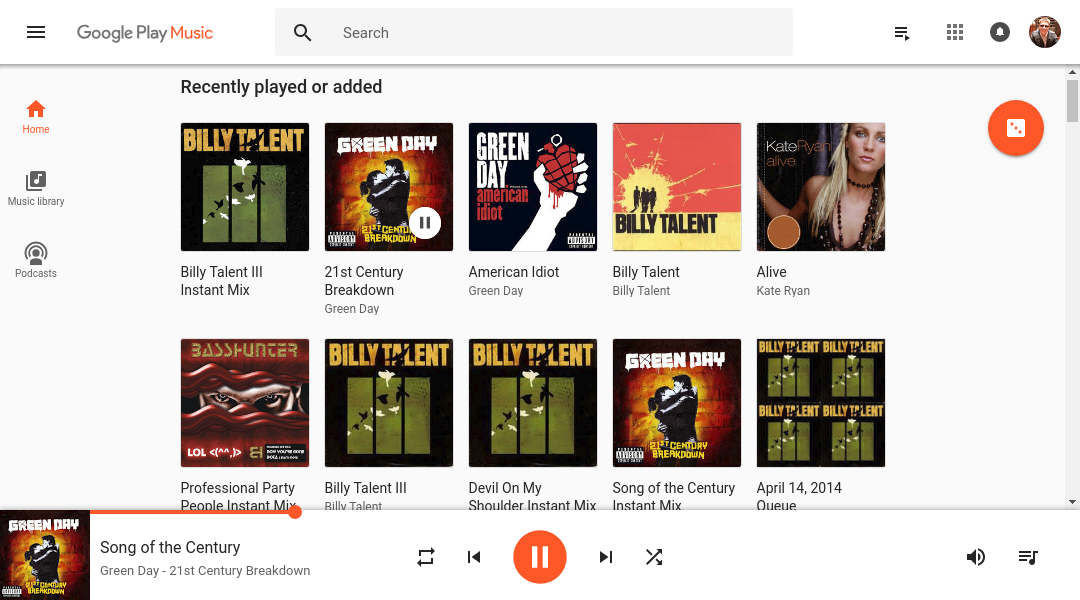 Google Play Music
Search
Home
Music library
Podcasts
Recently played or added
BILLY TALENT
GREEN DAY
21ST CENTURY
BREAKDOWN
GREEN
DAY
american
idiot
BILLY TALENT
KateRyan
alive
Billy Talent III
Instant Mix
21st Century
Breakdown
Green Day
American Idiot
Green Day
Billy Talent
Billy Talent
Alive
Kate Ryan
BASSHUNTER
LOL <(^^,)>
BILLY TALENT
BILLY TALENT
GREEN DAY
21ST CENTURY
BREAKDOWN
BILLY TALENT BILLY TALENT
BILLY TALENT BILLY TALENT
Professional Party
People Instant Mix
Billy Talent III
Billy Talent
Devil On My
Shoulder Instant Mix
Song of the Century
Instant Mix
April 14, 2014
Queue
GREEN DAY
21ST CENTURY
BREAKDOWN
Song of the Century
Green Day - 21st Century Breakdown